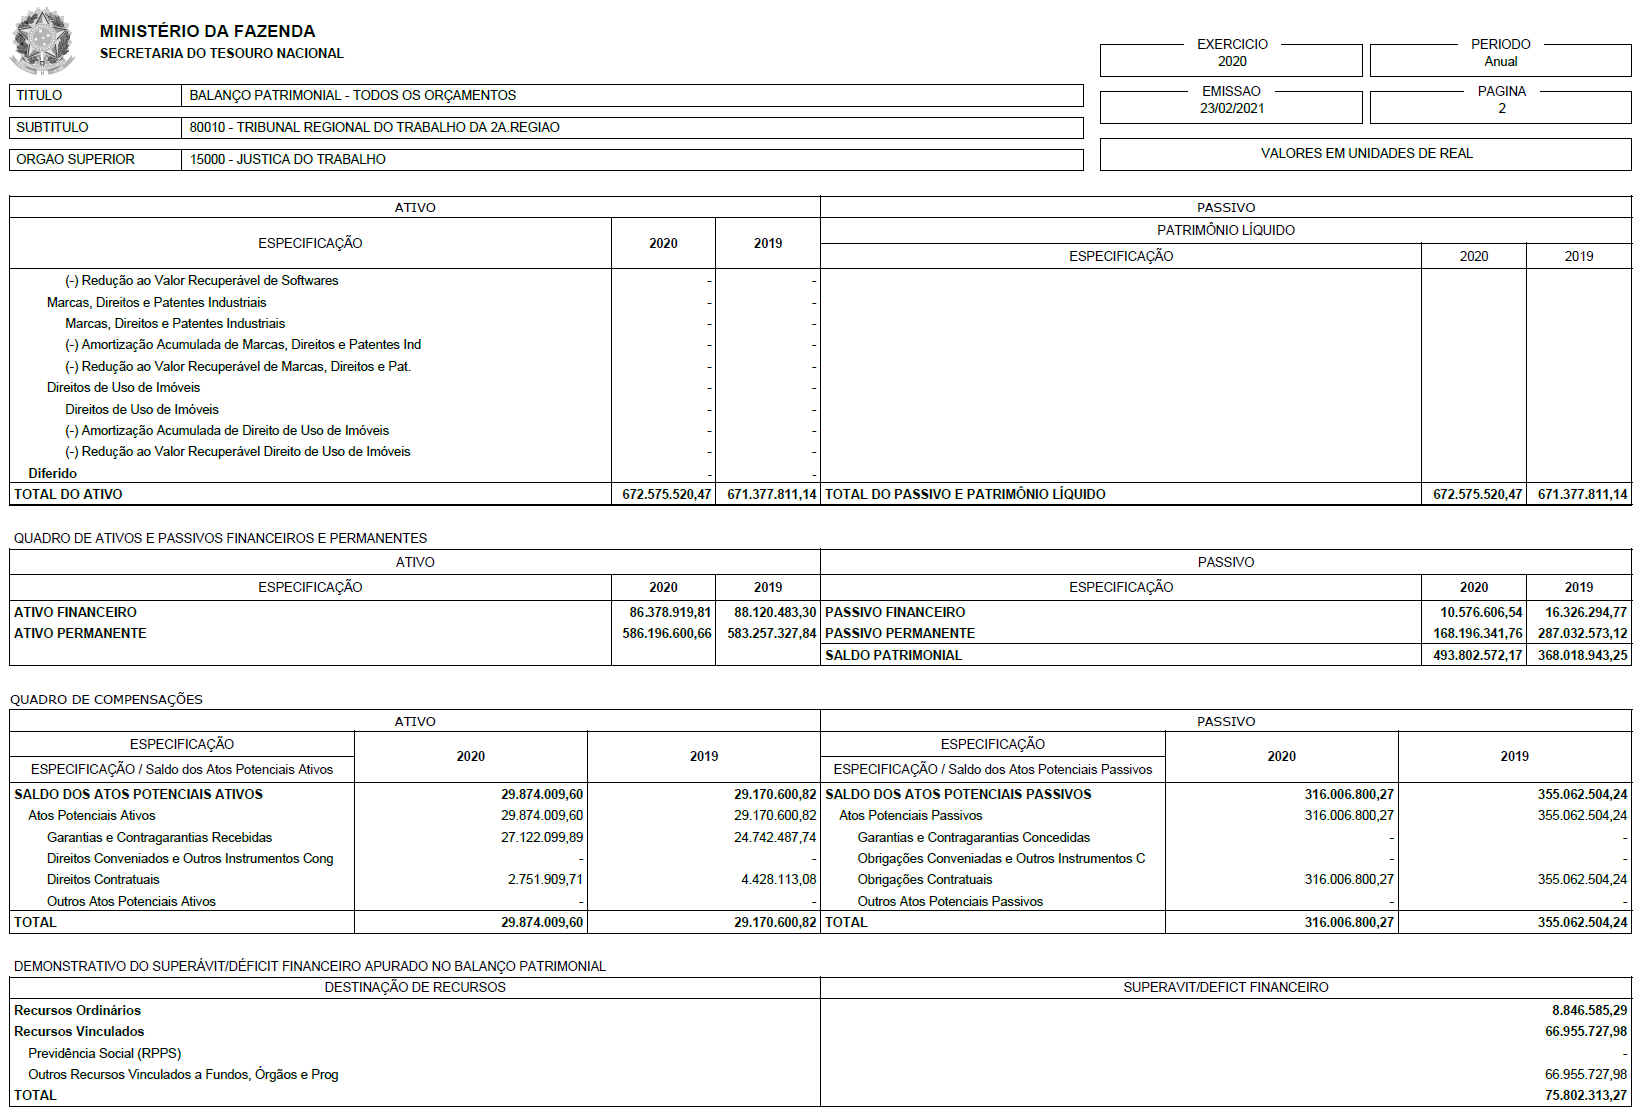 MINISTÉRIO DA FAZENDA
SECRETARIA DO TESOURO NACIONAL
EXERCICIO
2020
PERIODO
Anual
EMISSAO
23/02/2021
PAGINA
2
TITULO BALANÇO PATRIMONIAL - TODOS OS ORÇAMENTOS
SUBTITULO 80010 - TRIBUNAL REGIONAL DO TRABALHO DA 2A.REGIAO
ORGAO SUPERIOR 15000 - JUSTICA DO TRABALHO
VALORES EM UNIDADES DE REAL
ATIVO PASSIVO
PATRIMÔNIO LÍQUIDO
ESPECIFICAÇÃO 2020 2019 ESPECIFICAÇÃO 2020 2019
(-) Redução ao Valor Recuperável de Softwares - -
Marcas, Direitos e Patentes Industriais - -
Marcas, Direitos e Patentes Industriais - -
(-) Amortização Acumulada de Marcas, Direitos e Patentes Ind - -
(-) Redução ao Valor Recuperável de Marcas, Direitos e Pat. - -
Direitos de Uso de Imóveis - -
Direitos de Uso de Imóveis - -
(-) Amortização Acumulada de Direito de Uso de Imóveis - -
(-) Redução ao Valor Recuperável Direito de Uso de Imóveis - -
Diferido - -
TOTAL DO ATIVO 672.575.520,47 671.377.811,14 TOTAL DO PASSIVO E PATRIMÔNIO LÍQUIDO 672.575.520,47 671.377.811,14
QUADRO DE ATIVOS E PASSIVOS FINANCEIROS E PERMANENTES
ATIVO PASSIVO
ESPECIFICAÇÃO 2020 2019 ESPECIFICAÇÃO 2020 2019
ATIVO FINANCEIRO 86.378.919,81 88.120.483,30 PASSIVO FINANCEIRO 10.576.606,54 16.326.294,77
ATIVO PERMANENTE 586.196.600,66 583.257.327,84 PASSIVO PERMANENTE 168.196.341,76 287.032.573,12
SALDO PATRIMONIAL 493.802.572,17 368.018.943,25
QUADRO DE COMPENSAÇÕES
ATIVO PASSIVO
ESPECIFICAÇÃO 2020 2019 ESPECIFICAÇÃO 2020 2019
ESPECIFICAÇÃO / Saldo dos Atos Potenciais Ativos ESPECIFICAÇÃO / Saldo dos Atos Potenciais Passivos
SALDO DOS ATOS POTENCIAIS ATIVOS 29.874.009,60 29.170.600,82 SALDO DOS ATOS POTENCIAIS PASSIVOS 316.006.800,27 355.062.504,24
Atos Potenciais Ativos 29.874.009,60 29.170.600,82 Atos Potenciais Passivos 316.006.800,27 355.062.504,24
Garantias e Contragarantias Recebidas 27.122.099,89 24.742.487,74 Garantias e Contragarantias Concedidas - -
Direitos Conveniados e Outros Instrumentos Cong - - Obrigações Conveniadas e Outros Instrumentos C - -
Direitos Contratuais 2.751.909,71 4.428.113,08 Obrigações Contratuais 316.006.800,27 355.062.504,24
Outros Atos Potenciais Ativos - - Outros Atos Potenciais Passivos - -
TOTAL 29.874.009,60 29.170.600,82 TOTAL 316.006.800,27 355.062.504,24
DEMONSTRATIVO DO SUPERÁVIT/DÉFICIT FINANCEIRO APURADO NO BALANÇO PATRIMONIAL
DESTINAÇÃO DE RECURSOS SUPERAVIT/DEFICT FINANCEIRO
Recursos Ordinários 8.846.585,29
Recursos Vinculados 66.955.727,98
Previdência Social (RPPS) -
Outros Recursos Vinculados a Fundos, Órgãos e Prog 66.955.727,98
TOTAL 75.802.313,27